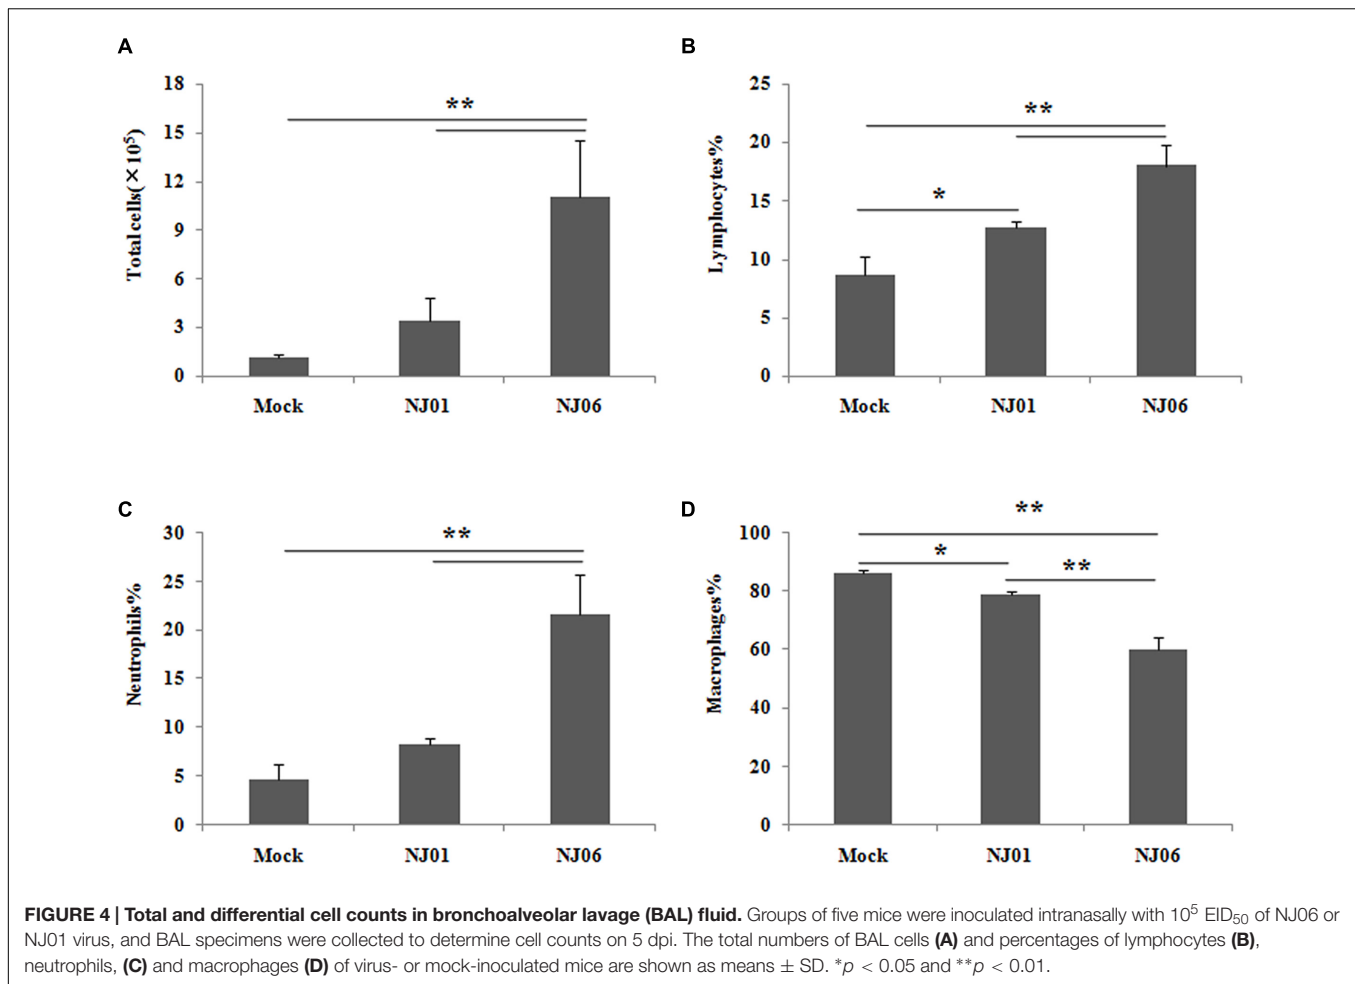 A
Total cells(×10⁵)
18
15
12
9
6
3
0
**
Mock NJ01 NJ06
B
Lymphocytes%
25
20
15
10
5
0
**
*
Mock NJ01 NJ06
C
Neutrophils%
30
25
20
15
10
5
0
**
Mock NJ01 NJ06
D
Macrophages%
100
80
60
40
20
0
**
*
**
Mock NJ01 NJ06
FIGURE 4 | Total and differential cell counts in bronchoalveolar lavage (BAL) fluid. Groups of five mice were inoculated intranasally with 10⁵ EID₅₀ of NJ06 or
NJ01 virus, and BAL specimens were collected to determine cell counts on 5 dpi. The total numbers of BAL cells (A) and percentages of lymphocytes (B),
neutrophils, (C) and macrophages (D) of virus- or mock-inoculated mice are shown as means ± SD. *p < 0.05 and **p < 0.01.